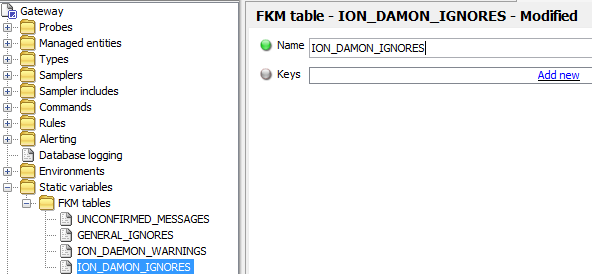 Gateway
Probes
Managed entities
Types
Samplers
Sampler includes
Commands
Rules
Alerting
Database logging
Environments
Static variables
FKM tables
UNCONFIRMED_MESSAGES
GENERAL_IGNORES
ION_DAEMON_WARNINGS
ION_DAMON_IGNORES
FKM table - ION_DAMON_IGNORES - Modified
Name ION_DAMON_IGNORES
Keys Add new